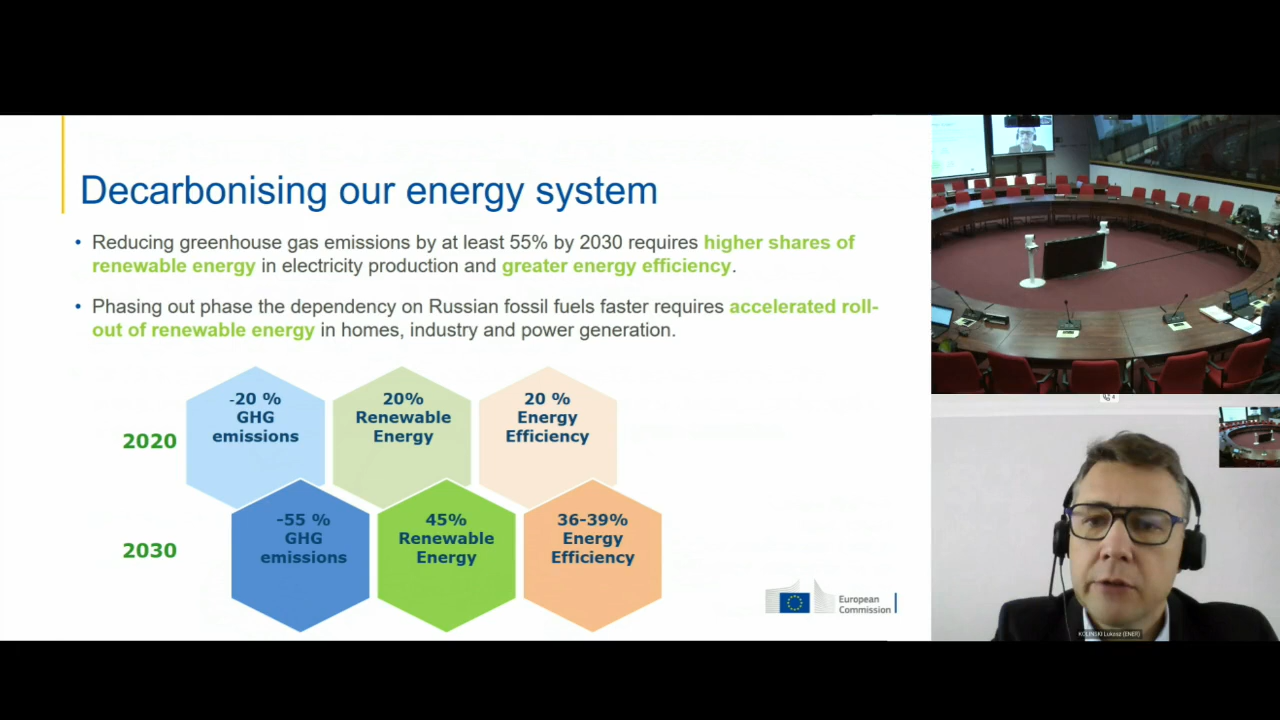 Decarbonising our energy system
• Reducing greenhouse gas emissions by at least 55% by 2030 requires higher shares of
renewable energy in electricity production and greater energy efficiency.
• Phasing out phase the dependency on Russian fossil fuels faster requires accelerated roll-
out of renewable energy in homes, industry and power generation.
2020
-20 %
GHG
emissions
20%
Renewable
Energy
20 %
Energy
Efficiency
2030
-55 %
GHG
emissions
45%
Renewable
Energy
36-39%
Energy
Efficiency
European
Commission
KOLINSKI Lukasz (ENER)